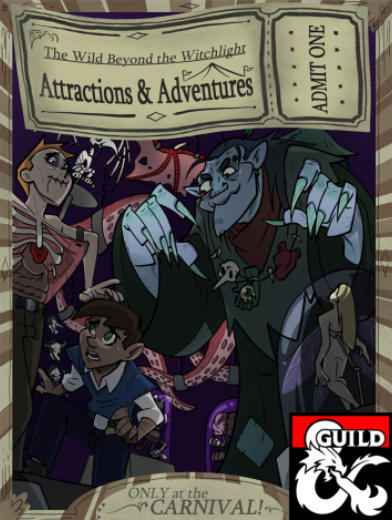 The Wild Beyond the Witchlight
Attractions & Adventures
ADMIT ONE
GUILD
ONLY at the
CARNIVAL!